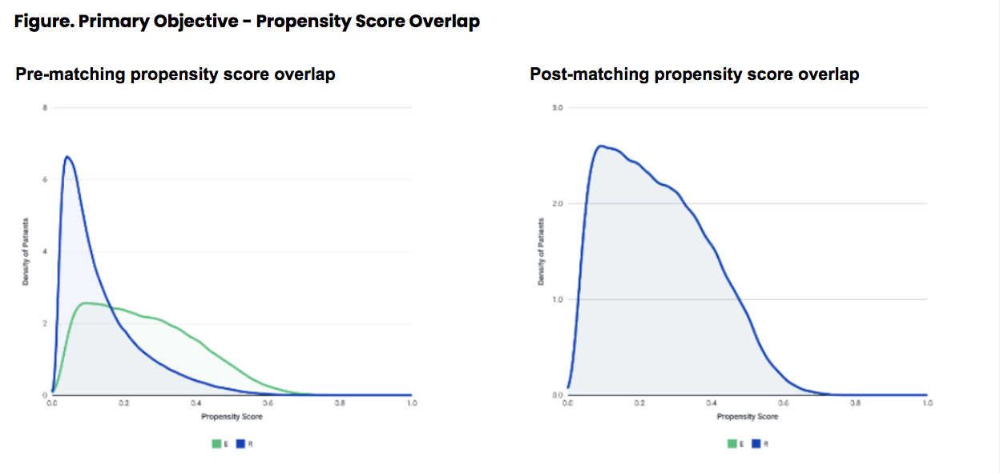 Figure. Primary Objective - Propensity Score Overlap
Pre-matching propensity score overlap
Post-matching propensity score overlap
8
6
4
2
0
Density of Patients
0.0 0.2 0.4 0.6 0.8 1.0
Propensity Score
E R
3.0
2.0
1.0
0.0
Density of Patients
0.0 0.2 0.4 0.6 0.8 1.0
Propensity Score
E R